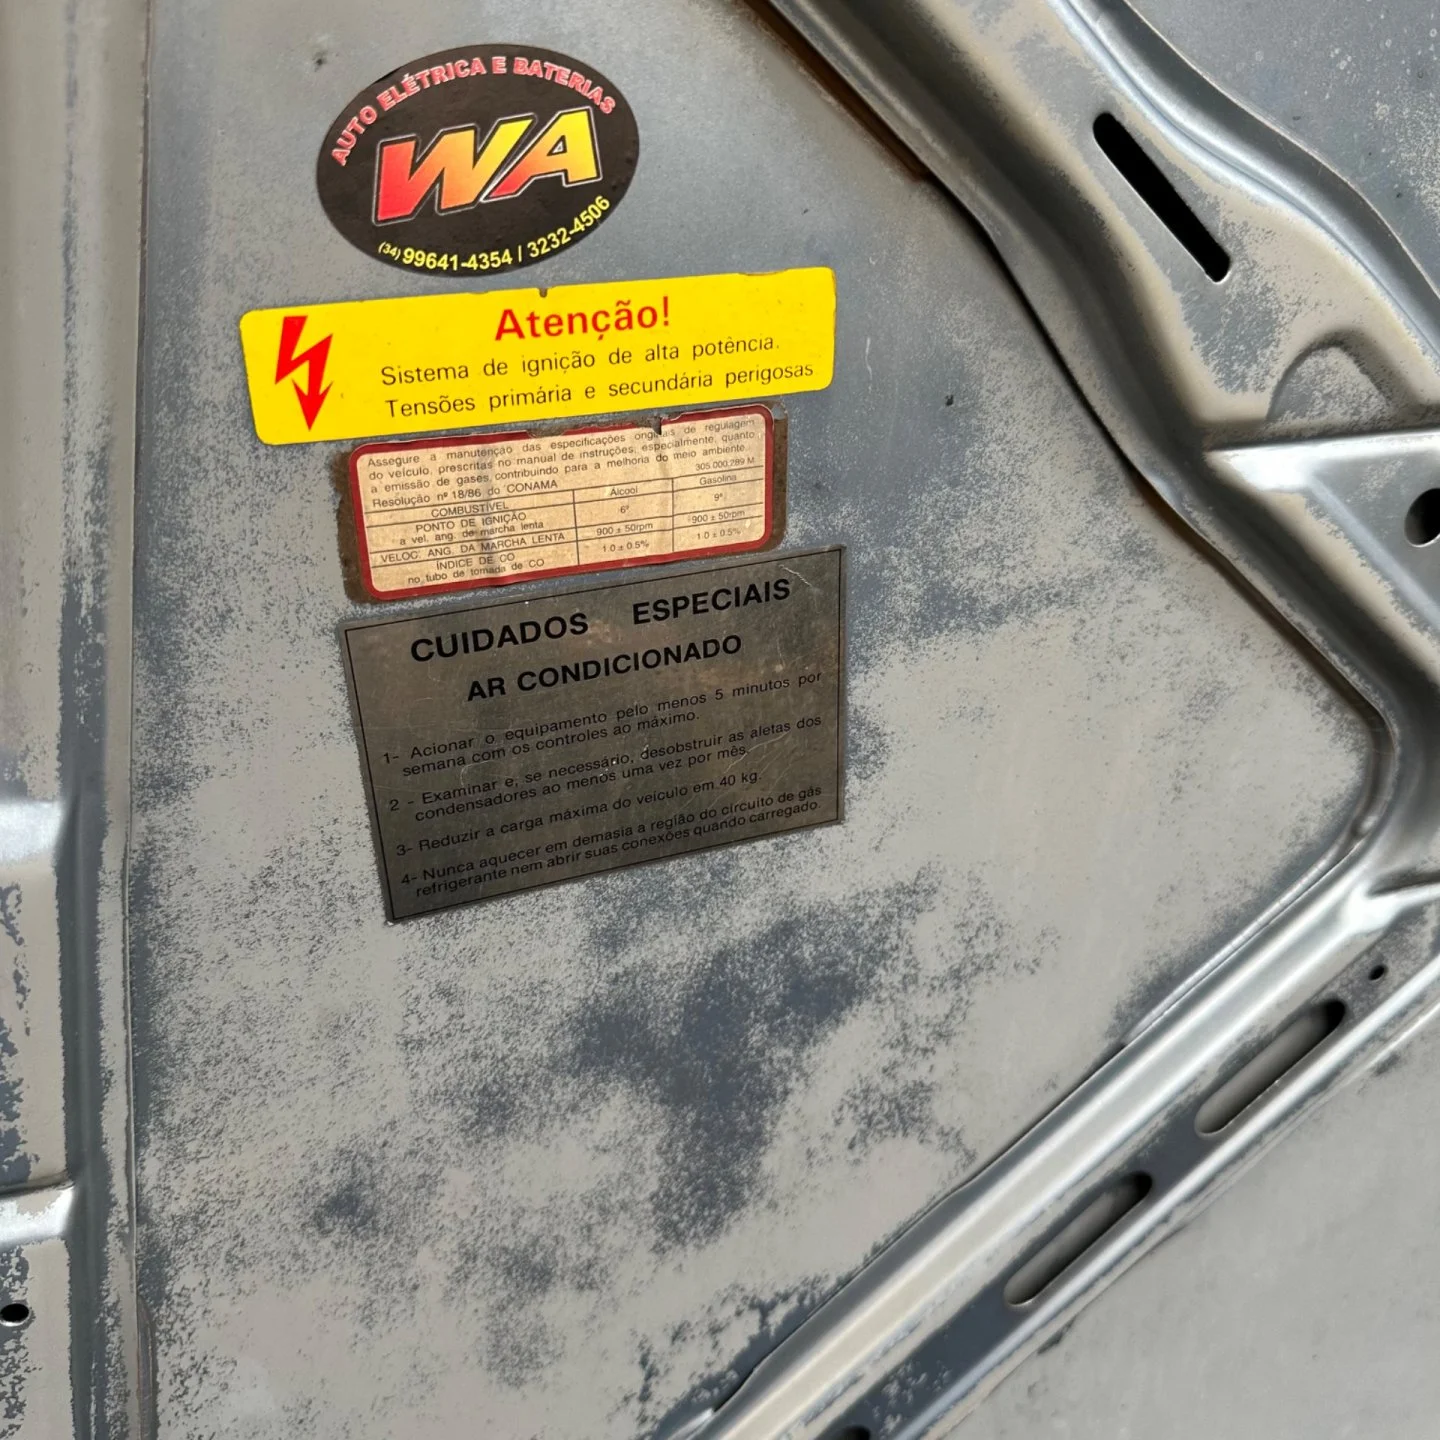 AUTO ELÉTRICA E BATERIAS
WA
(34) 99641-4354 / 3232-4506
Atenção!
Sistema de ignição de alta potência.
Tensões primária e secundária perigosas
Assegure a manutenção das especificações originais de regulagem
do veículo, prescritas no manual de instruções, especialmente, quanto
a emissão de gases, contribuindo para a melhoria do meio ambiente.
Resolução nº 18/86 do CONAMA
305.000.289 M
COMBUSTÍVEL Álcool Gasolina
PONTO DE IGNIÇÃO
a vel. ang. de marcha lenta 6° 9°
VELOC. ANG. DA MARCHA LENTA 900 ± 50rpm 900 ± 50rpm
ÍNDICE DE CO
no tubo de tomada de CO 1.0 ± 0.5% 1.0 ± 0.5%
CUIDADOS ESPECIAIS
AR CONDICIONADO
1- Acionar o equipamento pelo menos 5 minutos por
semana com os controles ao máximo.
2 - Examinar e, se necessário, desobstruir as aletas dos
condensadores ao menos uma vez por mês.
3- Reduzir a carga máxima do veículo em 40 kg.
4- Nunca aquecer em demasia a região do circuito de gás
refrigerante nem abrir suas conexões quando carregado.